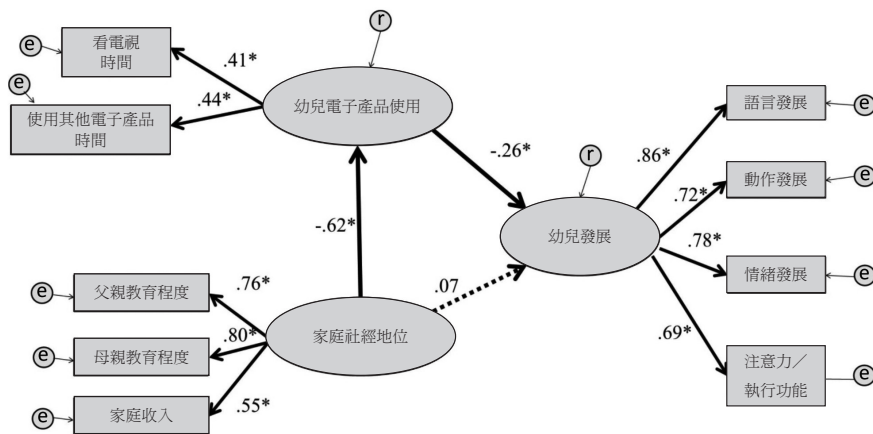 e
看電視
時間
.41*
r
e
使用其他電子產品
時間
.44*
幼兒電子產品使用
-.62*
-.26*
r
幼兒發展
.86*
語言發展
e
.72*
動作發展
e
.78*
情緒發展
e
.69*
注意力／
執行功能
e
.07
家庭社經地位
.76*
父親教育程度
e
.80*
母親教育程度
e
.55*
家庭收入
e